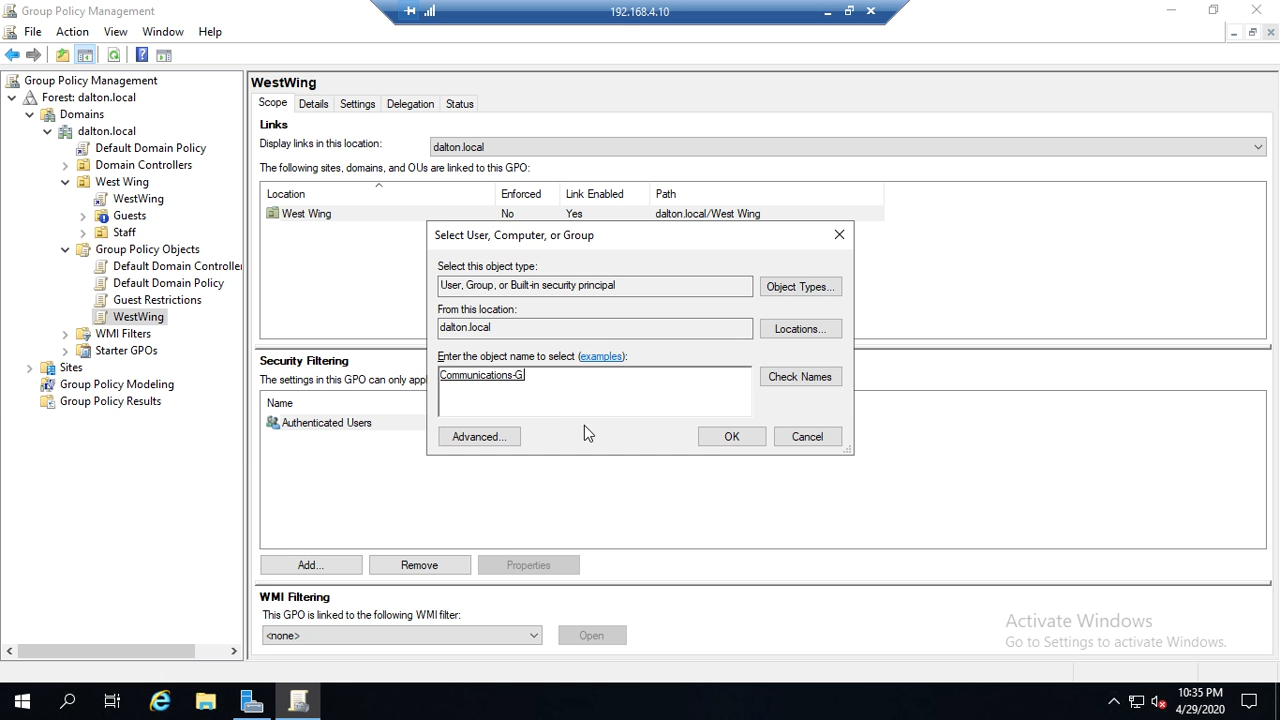 Group Policy Management
192.168.4.10
File Action View Window Help
Group Policy Management
Forest: dalton.local
Domains
dalton.local
Default Domain Policy
Domain Controllers
West Wing
WestWing
Guests
Staff
Group Policy Objects
Default Domain Controlle
Default Domain Policy
Guest Restrictions
WestWing
WMI Filters
Starter GPOs
Sites
Group Policy Modeling
Group Policy Results
WestWing
Scope Details Settings Delegation Status
Links
Display links in this location: dalton.local
The following sites, domains, and OUs are linked to this GPO:
Location Enforced Link Enabled Path
West Wing No Yes dalton.local/West Wing
Select User, Computer, or Group
Select this object type:
User, Group, or Built-in security principal Object Types...
From this location:
dalton.local Locations...
Enter the object name to select (examples):
Communications-G Check Names
Advanced... OK Cancel
Security Filtering
The settings in this GPO can only appl
Name
Authenticated Users
Add... Remove Properties
WMI Filtering
This GPO is linked to the following WMI filter:
<none> Open
Activate Windows
Go to Settings to activate Windows.
10:35 PM
4/29/2020